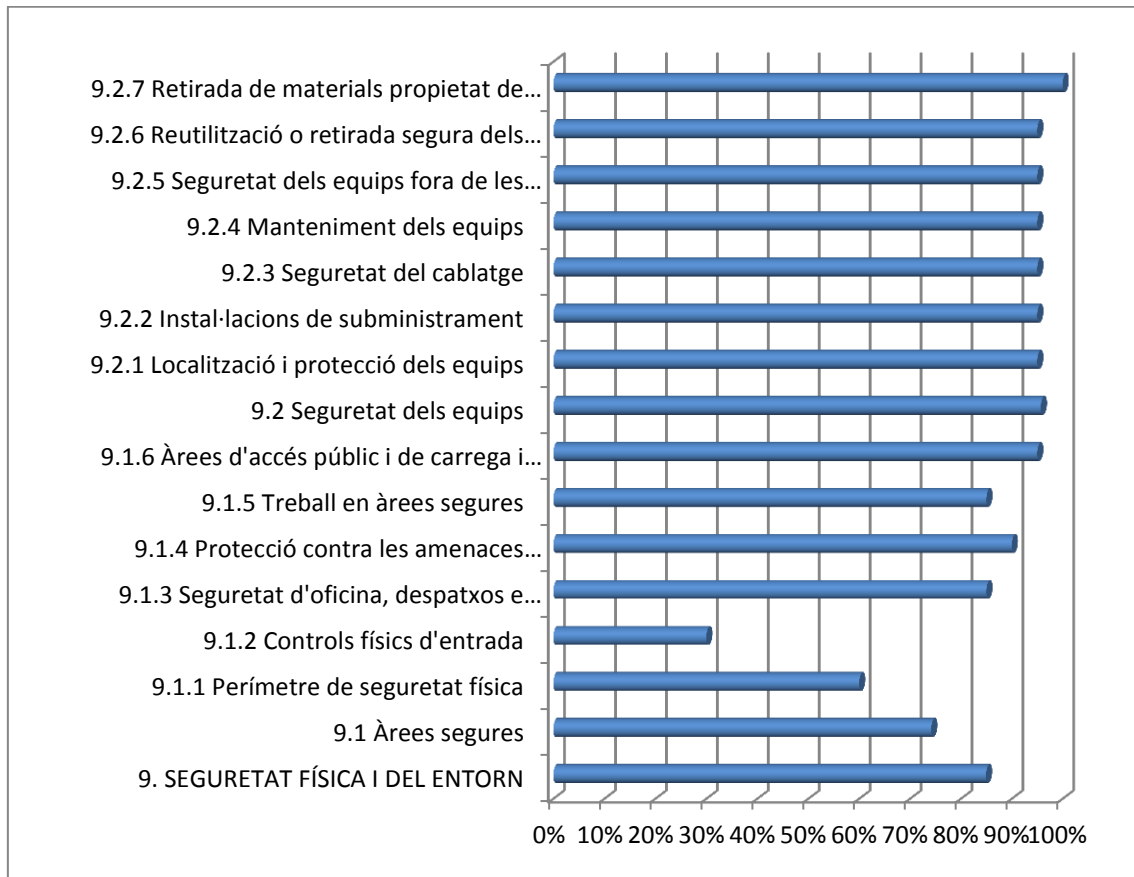 9.2.7 Retirada de materials propietat de...
9.2.6 Reutilització o retirada segura dels...
9.2.5 Seguretat dels equips fora de les...
9.2.4 Manteniment dels equips
9.2.3 Seguretat del cablatge
9.2.2 Instal·lacions de subministrament
9.2.1 Localització i protecció dels equips
9.2 Seguretat dels equips
9.1.6 Àrees d'accés públic i de carrega i...
9.1.5 Treball en àrees segures
9.1.4 Protecció contra les amenaces...
9.1.3 Seguretat d'oficina, despatxos e...
9.1.2 Controls físics d'entrada
9.1.1 Perímetre de seguretat física
9.1 Àrees segures
9. SEGURETAT FÍSICA I DEL ENTORN
0% 10% 20% 30% 40% 50% 60% 70% 80% 90% 100%